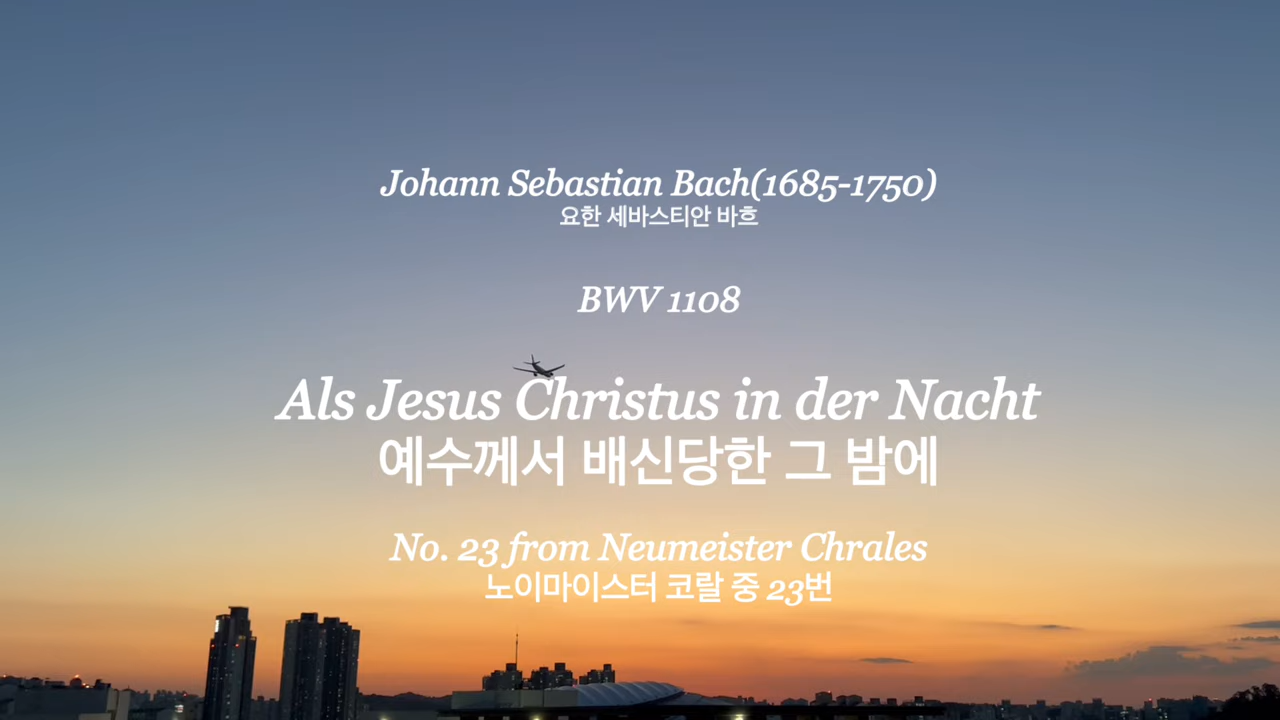 Johann Sebastian Bach(1685-1750)
요한 세바스티안 바흐
BWV 1108
Als Jesus Christus in der Nacht
예수께서 배신당한 그 밤에
No. 23 from Neumeister Chrales
노이마이스터 코랄 중 23번